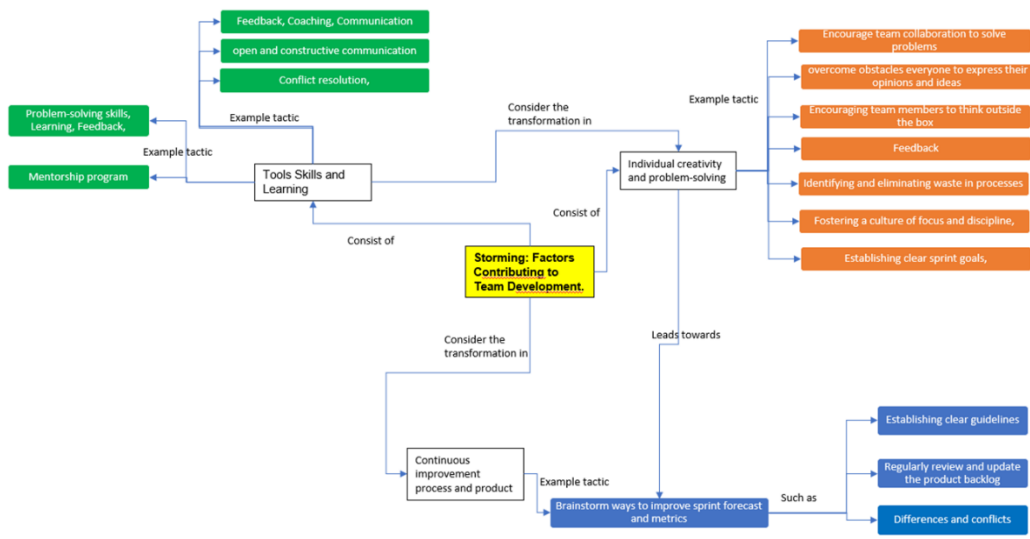 Feedback, Coaching, Communication
open and constructive communication
Conflict resolution,
Example tactic
Problem-solving skills,
Learning, Feedback,
Example tactic
Mentorship program
Tools Skills and
Learning
Consider the
transformation in
Encourage team collaboration to solve
problems
overcome obstacles everyone to express their
opinions and ideas
Example tactic
Encouraging team members to think outside
the box
Feedback
Individual creativity
and problem-solving
Identifying and eliminating waste in processes
Fostering a culture of focus and discipline,
Establishing clear sprint goals,
Consist of
Consist of
Storming: Factors
Contributing to
Team Development.
Consider the
transformation in
Leads towards
Continuous
improvement
process and product
Example tactic
Brainstorm ways to improve sprint forecast
and metrics
Such as
Establishing clear guidelines
Regularly review and update
the product backlog
Differences and conflicts